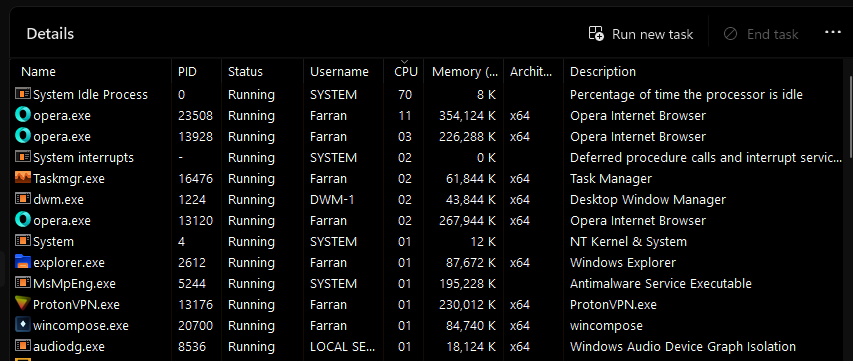 Details Run new task End task ...
Name PID Status Username CPU Memory (... Archit... Description
System Idle Process 0 Running SYSTEM 70 8 K Percentage of time the processor is idle
opera.exe 23508 Running Farran 11 354,124 K x64 Opera Internet Browser
opera.exe 13928 Running Farran 03 226,288 K x64 Opera Internet Browser
System interrupts - Running SYSTEM 02 0 K Deferred procedure calls and interrupt servic...
Taskmgr.exe 16476 Running Farran 02 61,844 K x64 Task Manager
dwm.exe 1224 Running DWM-1 02 43,844 K x64 Desktop Window Manager
opera.exe 13120 Running Farran 02 267,944 K x64 Opera Internet Browser
System 4 Running SYSTEM 01 12 K NT Kernel & System
explorer.exe 2612 Running Farran 01 87,672 K x64 Windows Explorer
MsMpEng.exe 5244 Running SYSTEM 01 195,228 K Antimalware Service Executable
ProtonVPN.exe 13176 Running Farran 01 230,012 K x64 ProtonVPN.exe
wincompose.exe 20700 Running Farran 01 84,740 K x64 wincompose
audiodg.exe 8536 Running LOCAL SE... 01 18,124 K x64 Windows Audio Device Graph Isolation